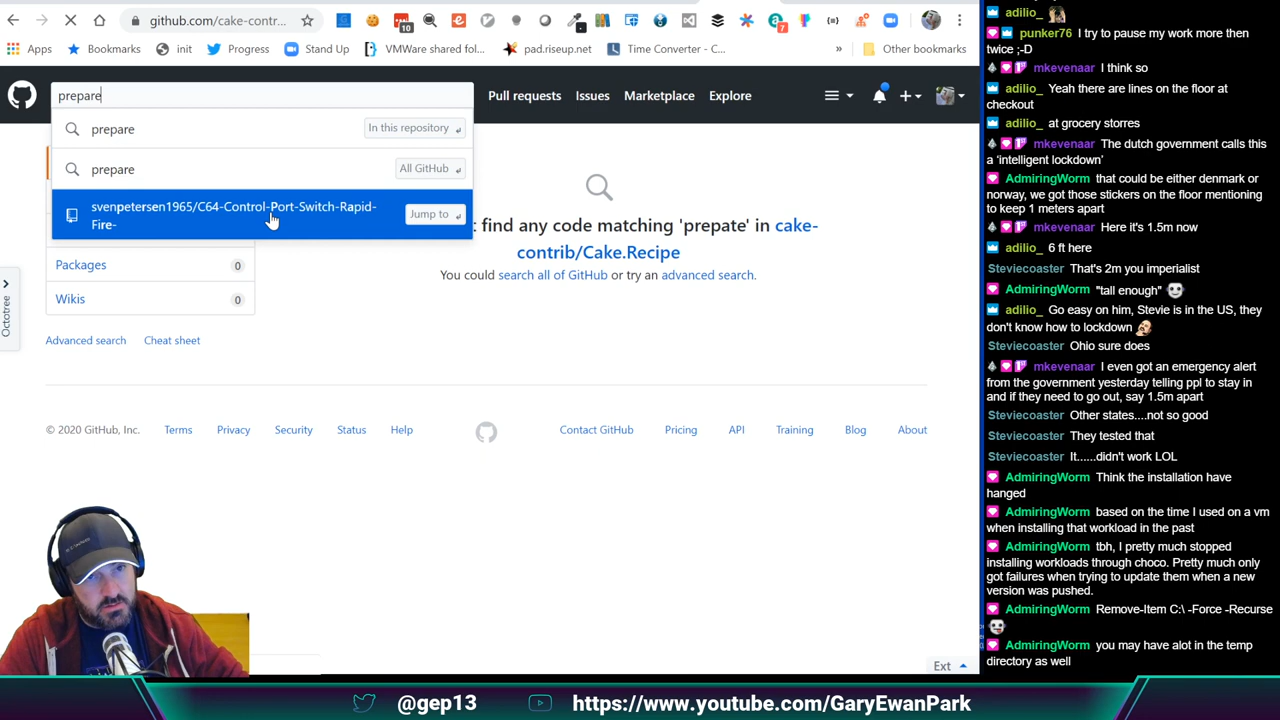 github.com/cake-contr...
10
7
Apps
Bookmarks
init
Progress
Stand Up
VMWare shared fol...
pad.riseup.net
Time Converter - C...
»
Other bookmarks
prepare
Pull requests
Issues
Marketplace
Explore
prepare
In this repository
prepare
All GitHub
svenpetersen1965/C64-Control-Port-Switch-Rapid-
Fire-
Jump to
find any code matching 'prepate' in cake-
contrib/Cake.Recipe
You could search all of GitHub or try an advanced search.
Packages
0
Wikis
0
Octotree
Advanced search
Cheat sheet
© 2020 GitHub, Inc.
Terms
Privacy
Security
Status
Help
Contact GitHub
Pricing
API
Training
Blog
About
Ext
adilio_
punker76 I try to pause my work more then
twice ;-D
mkevenaar I think so
adilio_ Yeah there are lines on the floor at
checkout
adilio_ at grocery storres
mkevenaar The dutch government calls this
a ‘intelligent lockdown’
AdmiringWorm that could be either denmark or
norway, we got those stickers on the floor mentioning
to keep 1 meters apart
mkevenaar Here it's 1.5m now
adilio_ 6 ft here
Steviecoaster That's 2m you imperialist
AdmiringWorm "tall enough"
adilio_ Go easy on him, Stevie is in the US, they
don't know how to lockdown
Steviecoaster Ohio sure does
mkevenaar I even got an emergency alert
from the government yesterday telling ppl to stay in
and if they need to go out, say 1.5m apart
Steviecoaster Other states....not so good
Steviecoaster They tested that
Steviecoaster It......didn't work LOL
AdmiringWorm Think the installation have
hanged
AdmiringWorm based on the time I used on a vm
when installing that workload in the past
AdmiringWorm tbh, I pretty much stopped
installing workloads through choco. Pretty much only
got failures when trying to update them when a new
version was pushed.
AdmiringWorm Remove-Item C:\ -Force -Recurse
AdmiringWorm you may have alot in the temp
directory as well
@gep13
https://www.youtube.com/GaryEwanPark